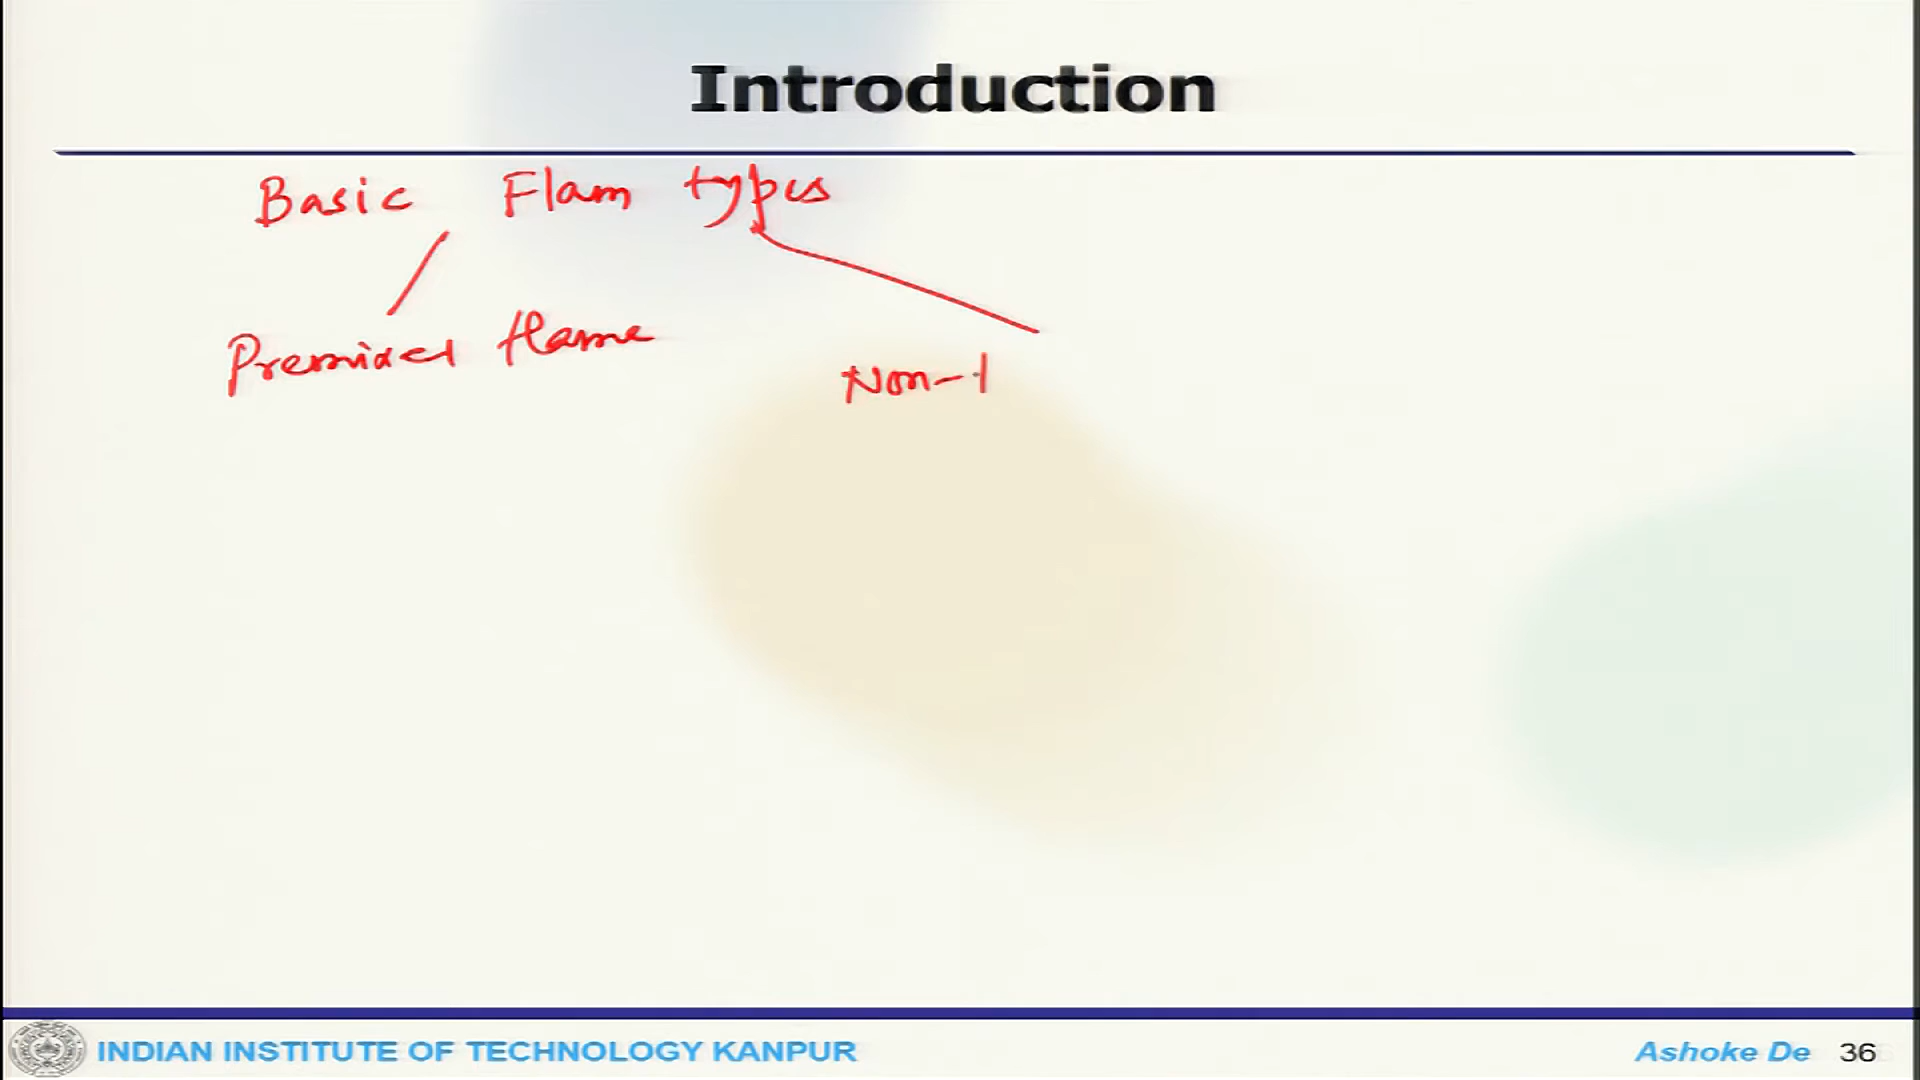 Introduction
Basic Flam types
Premixed flame
Non-
INDIAN INSTITUTE OF TECHNOLOGY KANPUR
Ashoke De 36